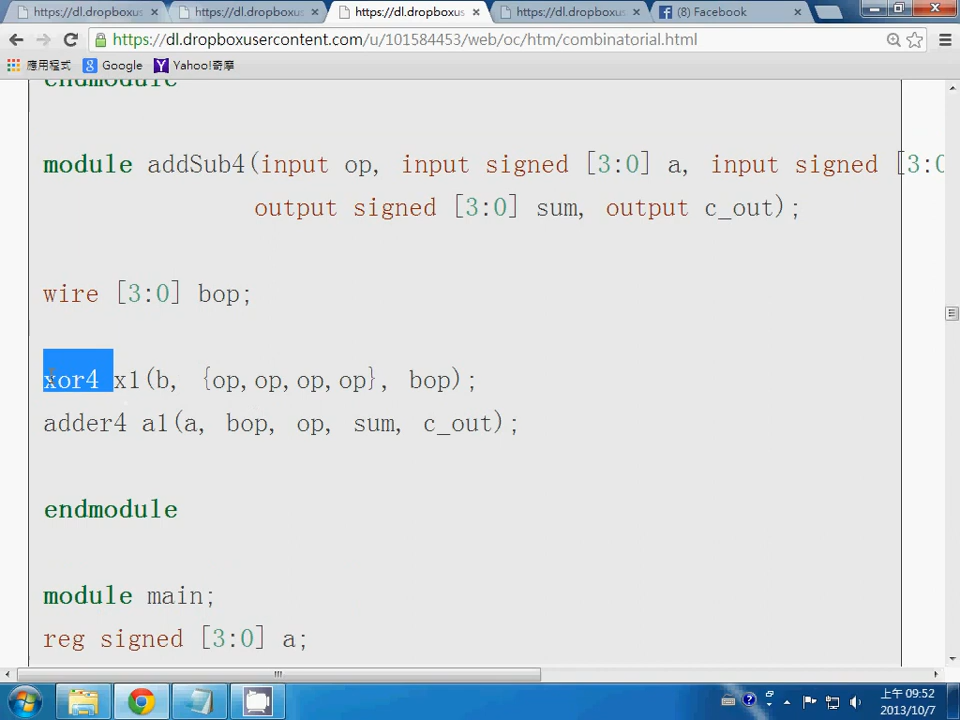 https://dl.dropboxus
https://dl.dropboxus
https://dl.dropboxus
https://dl.dropboxus
(8) Facebook
https://dl.dropboxusercontent.com/u/101584453/web/oc/htm/combinatorial.html
應用程式 Google Yahoo!奇摩
endmodule
module addSub4(input op, input signed [3:0] a, input signed [3:0
output signed [3:0] sum, output c_out);
wire [3:0] bop;
xor4 x1(b, {op,op,op,op}, bop);
adder4 a1(a, bop, op, sum, c_out);
endmodule
module main;
reg signed [3:0] a;
上午 09:52
2013/10/7